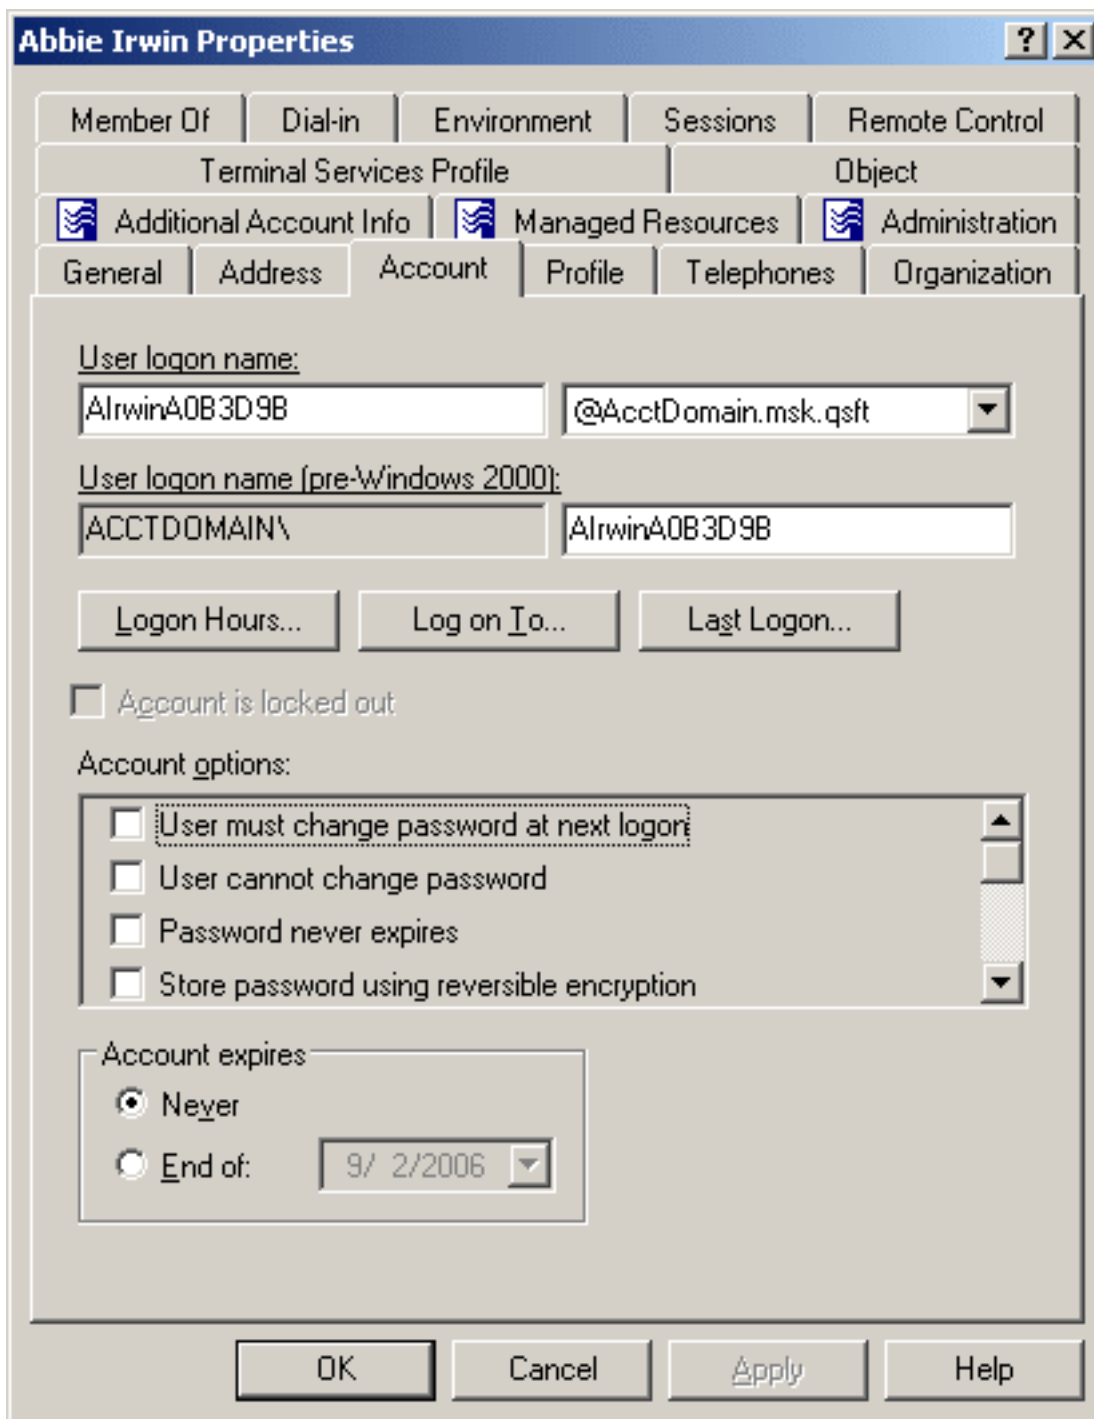 Abbie Irwin Properties
Member Of Dial-in Environment Sessions Remote Control
Terminal Services Profile Object
Additional Account Info Managed Resources Administration
General Address Account Profile Telephones Organization
User logon name:
AIrwinA0B3D9B @AcctDomain.msk.qsft
User logon name (pre-Windows 2000):
ACCTDOMAIN\ AIrwinA0B3D9B
Logon Hours... Log on To... Last Logon...
Account is locked out
Account options:
User must change password at next logon
User cannot change password
Password never expires
Store password using reversible encryption
Account expires
Never
End of: 9/ 2/2006
OK Cancel Apply Help